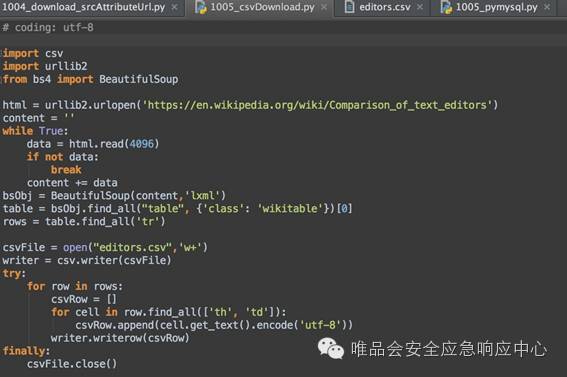 1004_download_srcAttributeUrl.py
1005_csvDownload.py
editors.csv
1005_pymysql.py
# coding: utf-8
import csv
import urllib2
from bs4 import BeautifulSoup
html = urllib2.urlopen('https://en.wikipedia.org/wiki/Comparison_of_text_editors')
content = ''
while True:
    data = html.read(4096)
    if not data:
        break
    content += data
bsObj = BeautifulSoup(content,'lxml')
table = bsObj.find_all("table", {'class': 'wikitable'})[0]
rows = table.find_all('tr')
csvFile = open("editors.csv",'w+')
writer = csv.writer(csvFile)
try:
    for row in rows:
        csvRow = []
        for cell in row.find_all(['th', 'td']):
            csvRow.append(cell.get_text().encode('utf-8'))
        writer.writerow(csvRow)
finally:
    csvFile.close()
唯品会安全应急响应中心